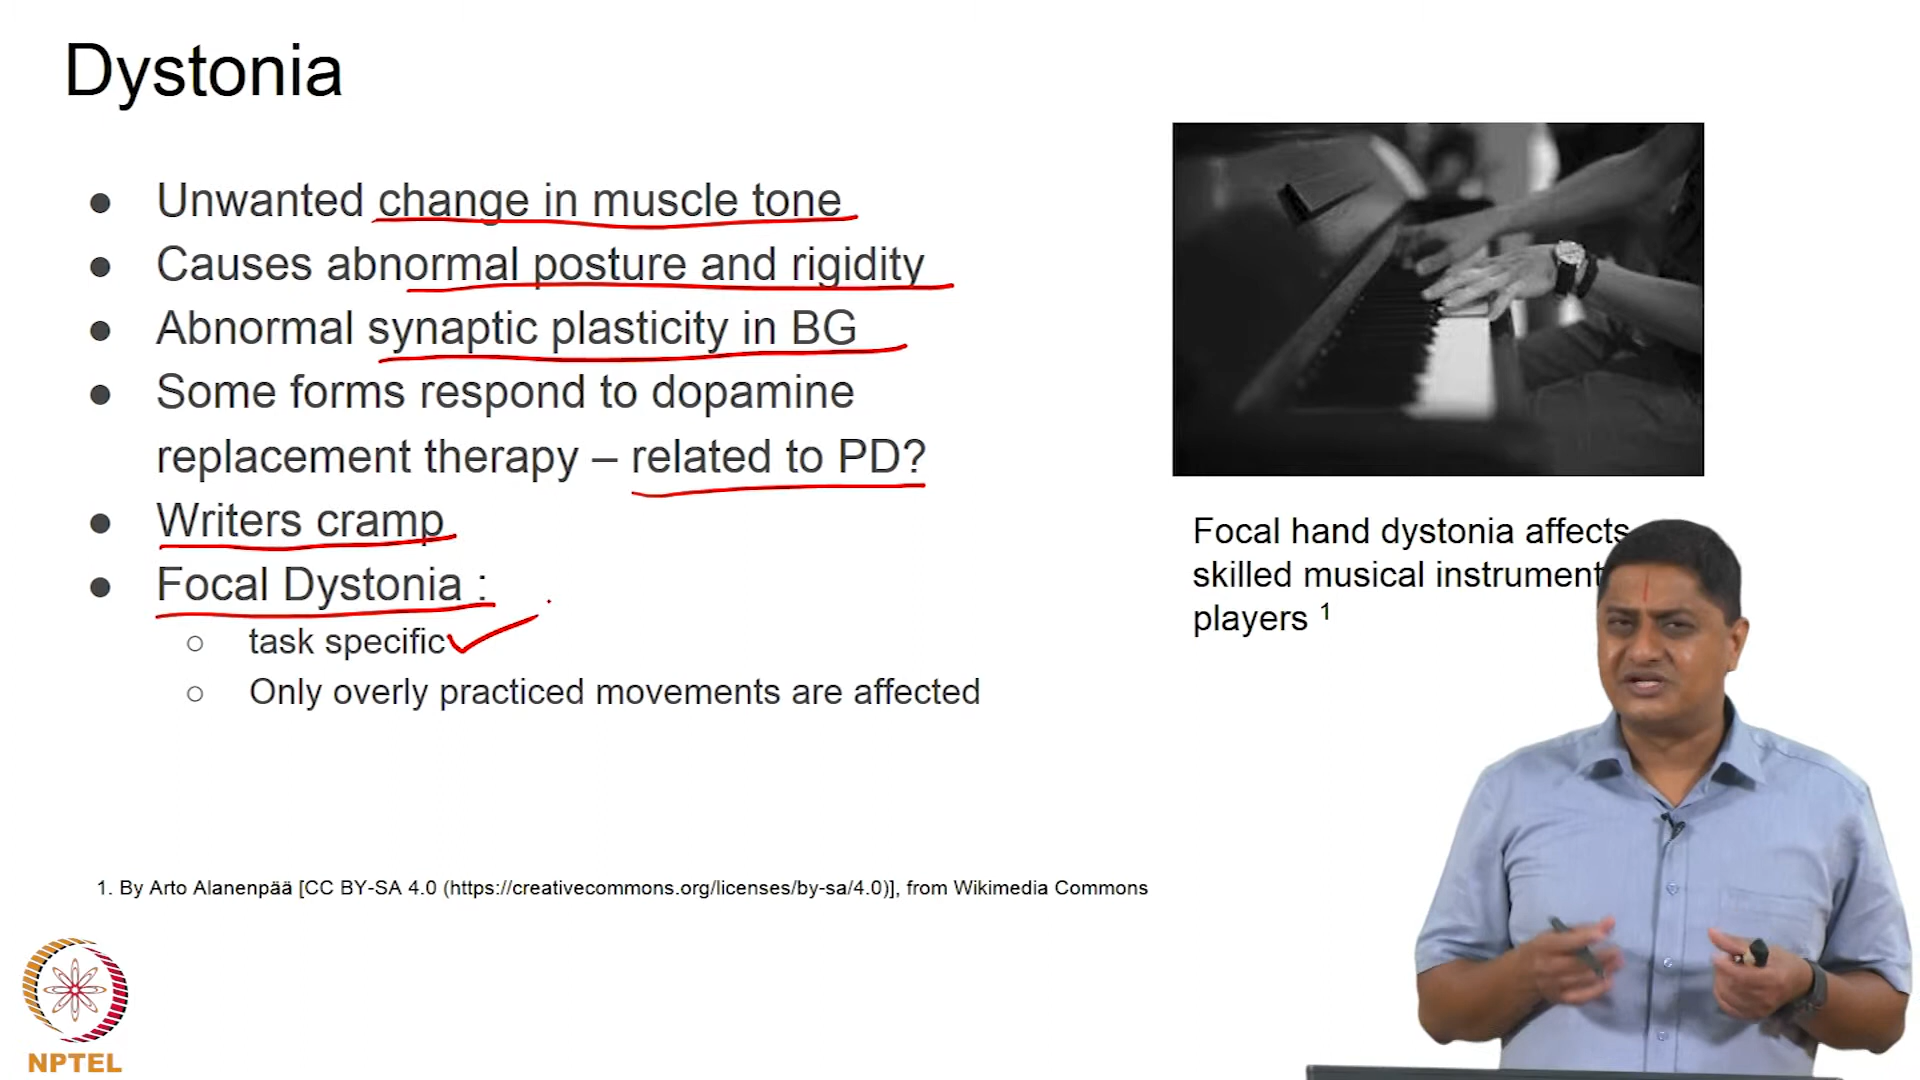 Dystonia
● Unwanted change in muscle tone
● Causes abnormal posture and rigidity
● Abnormal synaptic plasticity in BG
● Some forms respond to dopamine
replacement therapy – related to PD?
● Writers cramp
● Focal Dystonia :
○ task specific
○ Only overly practiced movements are affected
Focal hand dystonia affects
skilled musical instrument
players 1
1. By Arto Alanenpää [CC BY-SA 4.0 (https://creativecommons.org/licenses/by-sa/4.0)], from Wikimedia Commons
NPTEL